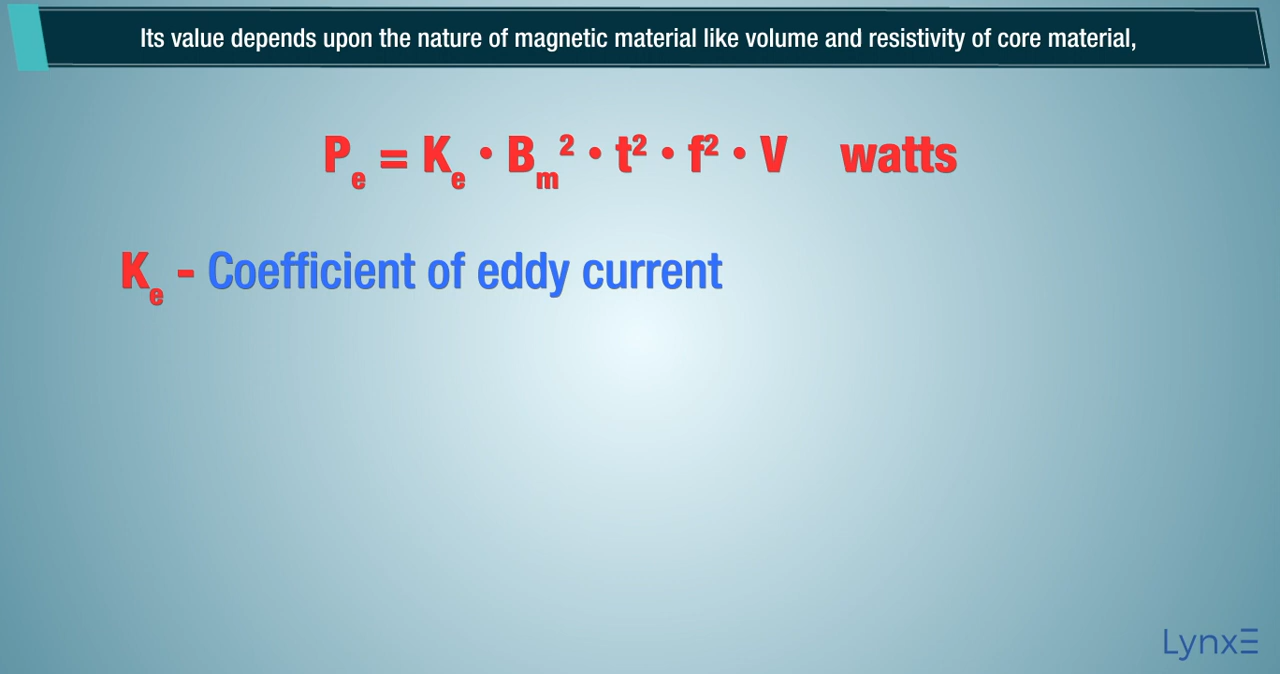 Its value depends upon the nature of magnetic material like volume and resistivity of core material,
Pₑ = Kₑ · Bₘ² · t² · f² · V watts
Kₑ - Coefficient of eddy current
LynxE